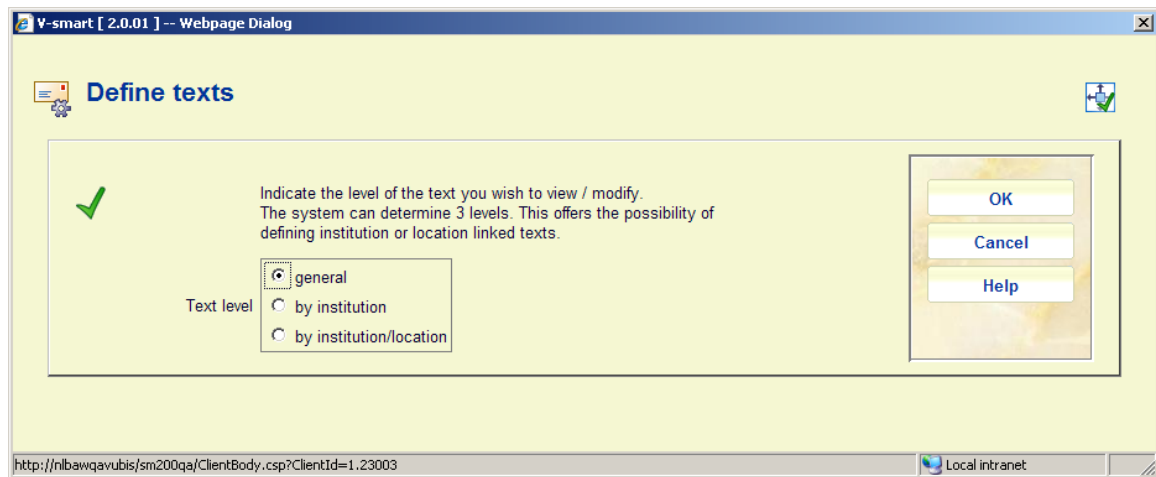 V-smart [ 2.0.01 ] -- Webpage Dialog
Define texts
Indicate the level of the text you wish to view / modify.
The system can determine 3 levels. This offers the possibility of
defining institution or location linked texts.
Text level
general
by institution
by institution/location
OK
Cancel
Help
http://nlbawqavubis/sm200qa/ClientBody.csp?ClientId=1.23003
Local intranet